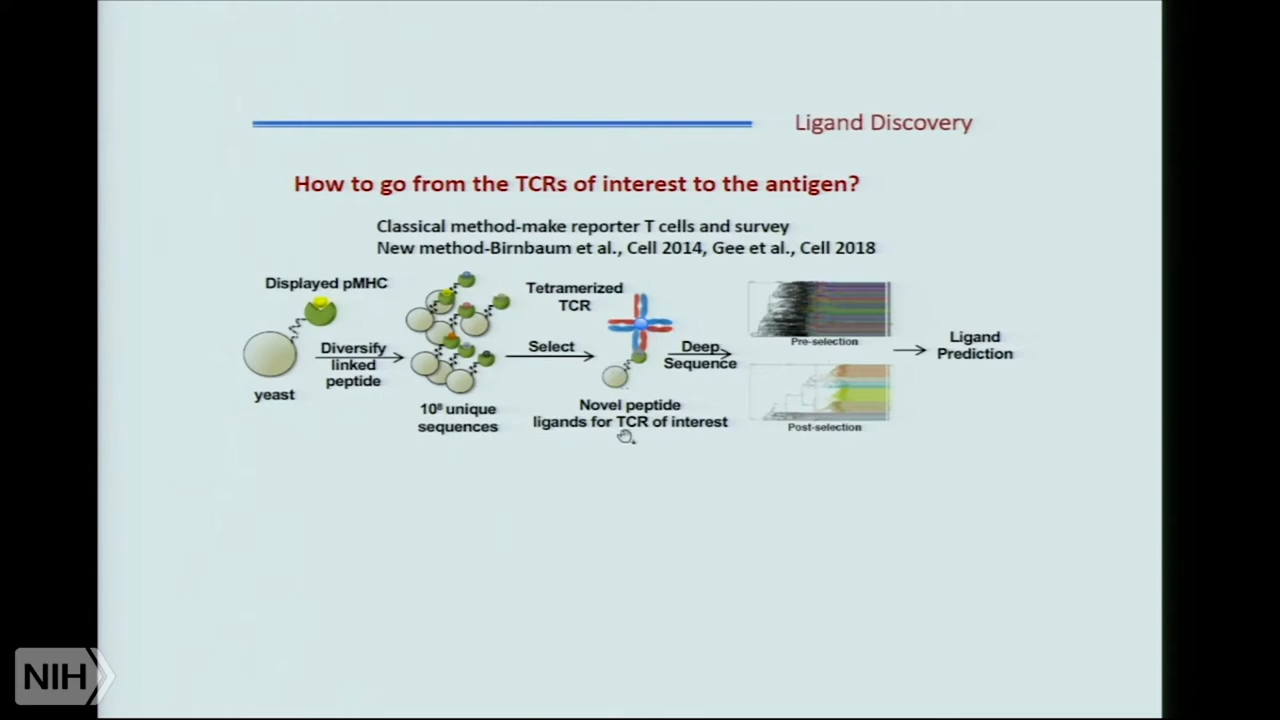 Ligand Discovery
How to go from the TCRs of interest to the antigen?
Classical method-make reporter T cells and survey
New method-Birnbaum et al., Cell 2014, Gee et al., Cell 2018
Displayed pMHC
yeast
Diversify
linked
peptide
10⁸ unique
sequences
Select
Tetramerized
TCR
Novel peptide
ligands for TCR of interest
Deep
Sequence
Pre-selection
Post-selection
Ligand
Prediction
NIH